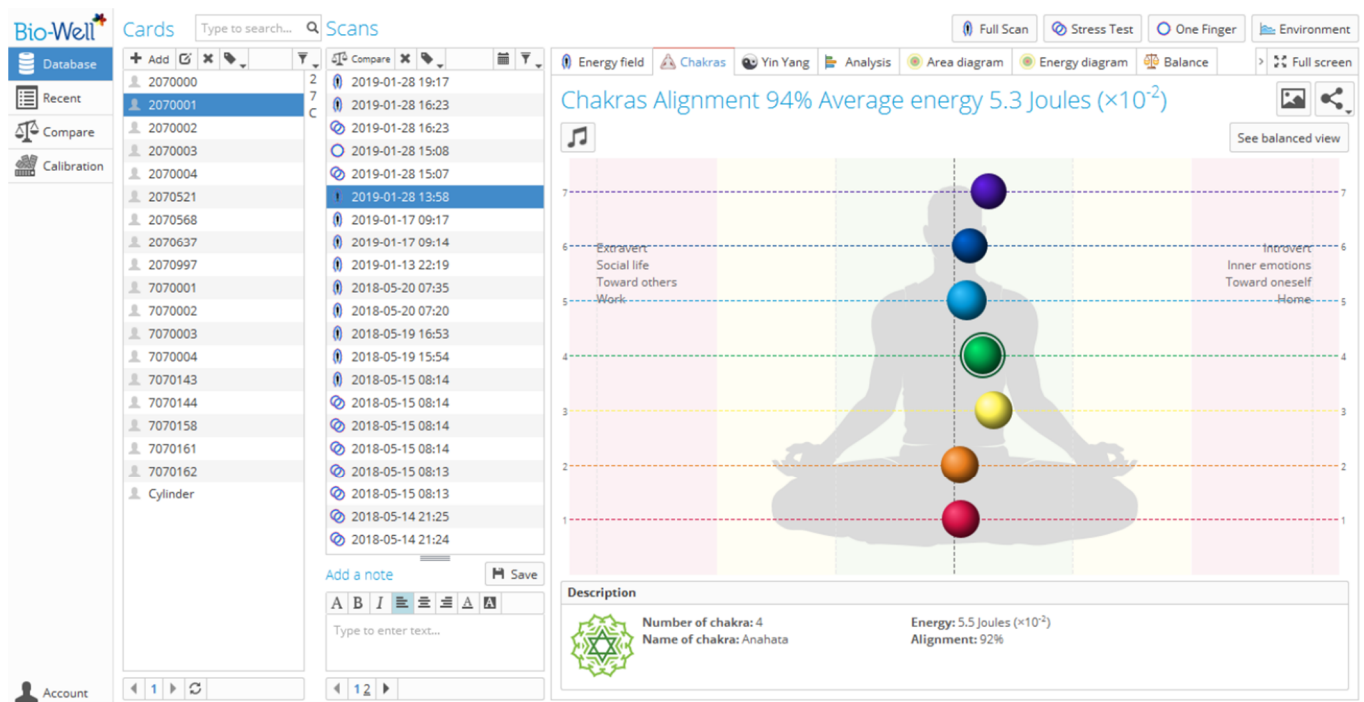 Bio-Well
Database
Recent
Compare
Calibration
Account
Cards
Type to search...
Add
2070000
2070001
2070002
2070003
2070004
2070521
2070568
2070637
2070997
7070001
7070002
7070003
7070004
7070143
7070144
7070158
7070161
7070162
Cylinder
2
7
C
1
Scans
Compare
2019-01-28 19:17
2019-01-28 16:23
2019-01-28 16:23
2019-01-28 15:08
2019-01-28 15:07
2019-01-28 13:58
2019-01-17 09:17
2019-01-17 09:14
2019-01-13 22:19
2018-05-20 07:35
2018-05-20 07:20
2018-05-19 16:53
2018-05-19 15:54
2018-05-15 08:14
2018-05-15 08:14
2018-05-15 08:14
2018-05-15 08:14
2018-05-15 08:13
2018-05-15 08:13
2018-05-14 21:25
2018-05-14 21:24
Add a note
Save
A B I A A
Type to enter text...
1 2
Full Scan
Stress Test
One Finger
Environment
Energy field
Chakras
Yin Yang
Analysis
Area diagram
Energy diagram
Balance
Full screen
Chakras Alignment 94% Average energy 5.3 Joules (×10⁻²)
See balanced view
7 7
6 6
Extravert
Social life
Toward others
Work
Introvert
Inner emotions
Toward oneself
Home
5 5
4 4
3 3
2 2
1 1
Description
Number of chakra: 4
Name of chakra: Anahata
Energy: 5.5 Joules (×10⁻²)
Alignment: 92%